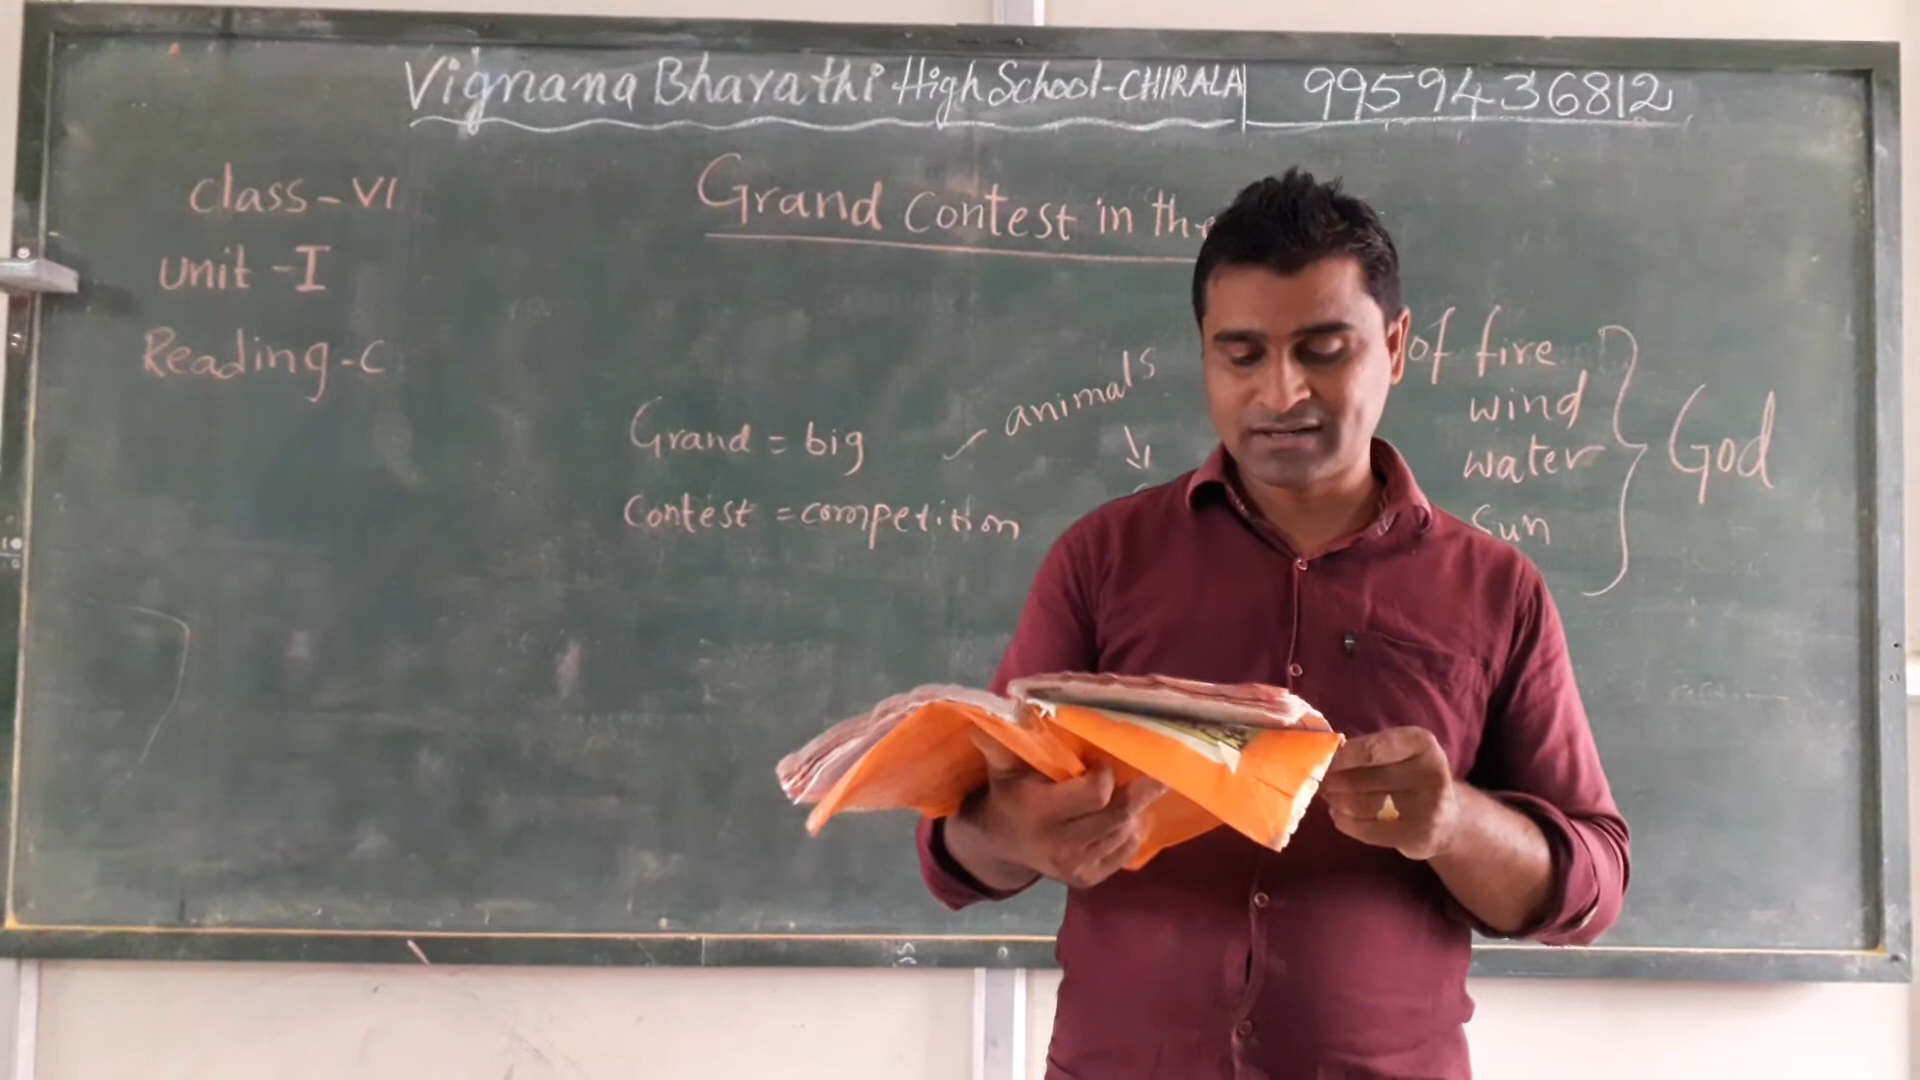 Vignana Bharathi High School - CHIRALA 9959436812
class - VI
Grand Contest in the
unit - I
Reading - C
animals
of fire
wind
water
Sun
God
Grand = big
Contest = competition